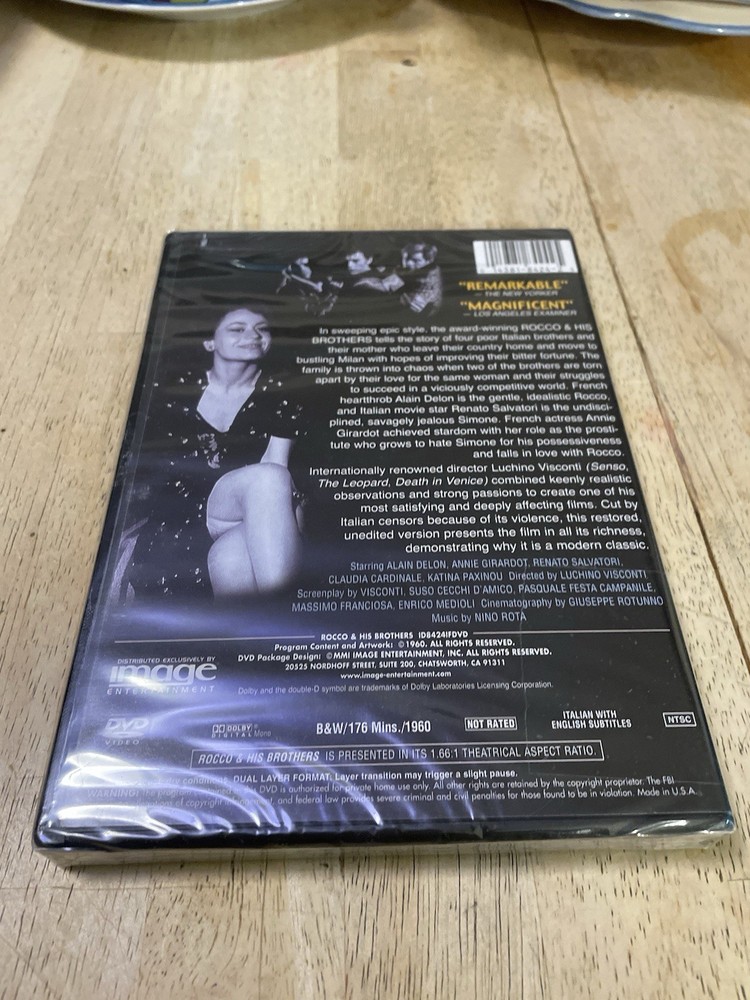 "REMARKABLE"
— THE NEW YORKER
"MAGNIFICENT"
— LOS ANGELES EXAMINER
In sweeping epic style, the award-winning ROCCO & HIS
BROTHERS tells the story of four poor Italian brothers and
their mother who leave their country home and move to
bustling Milan with hopes of improving their bitter fortune. The
family is thrown into chaos when two of the brothers are torn
apart by their love for the same woman and their struggles
to succeed in a viciously competitive world. French
heartthrob Alain Delon is the gentle, idealistic Rocco,
and Italian movie star Renato Salvatori is the undisci-
plined, savagely jealous Simone. French actress Annie
Girardot achieved stardom with her role as the prosti-
tute who grows to hate Simone for his possessiveness
and falls in love with Rocco.
Internationally renowned director Luchino Visconti (Senso,
The Leopard, Death in Venice) combined keenly realistic
observations and strong passions to create one of his
most satisfying and deeply affecting films. Cut by
Italian censors because of its violence, this restored,
unedited version presents the film in all its richness,
demonstrating why it is a modern classic.
Starring ALAIN DELON, ANNIE GIRARDOT, RENATO SALVATORI,
CLAUDIA CARDINALE, KATINA PAXINOU Directed by LUCHINO VISCONTI
Screenplay by VISCONTI, SUSO CECCHI D'AMICO, PASQUALE FESTA CAMPANILE,
MASSIMO FRANCIOSA, ENRICO MEDIOLI Cinematography by GIUSEPPE ROTUNNO
Music by NINO ROTA
ROCCO & HIS BROTHERS IDB4241FDVD
Program Content and Artwork: ©1960. ALL RIGHTS RESERVED.
DVD Package Design: ©MMI IMAGE ENTERTAINMENT, INC. ALL RIGHTS RESERVED.
20525 NORDHOFF STREET, SUITE 200, CHATSWORTH, CA 91311
www.image-entertainment.com
Dolby and the double-D symbol are trademarks of Dolby Laboratories Licensing Corporation.
DISTRIBUTED EXCLUSIVELY BY
image
ENTERTAINMENT
DVD
VIDEO
DOLBY
DIGITAL Mono
B&W/176 Mins./1960
NOT RATED
ITALIAN WITH
ENGLISH SUBTITLES
NTSC
ROCCO & HIS BROTHERS IS PRESENTED IN ITS 1.66:1 THEATRICAL ASPECT RATIO.
conditions. DUAL LAYER FORMAT: Layer transition may trigger a slight pause.
WARNING: The this DVD is authorized for private home use only. All other rights are retained by the copyright proprietor. The FBI
of copyright and federal law provides severe criminal and civil penalties for those found to be in violation. Made in U.S.A.